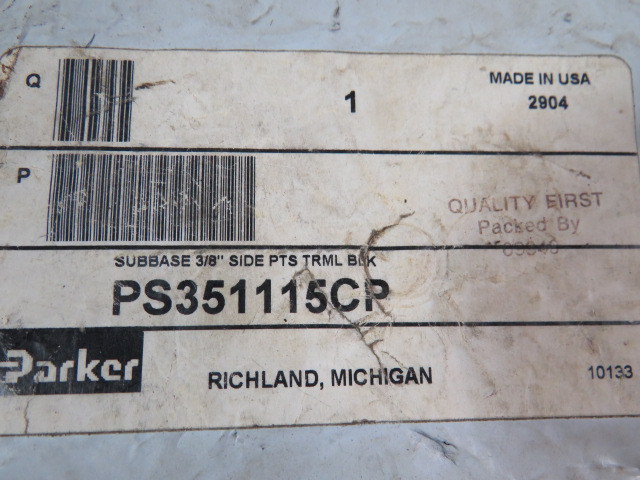 Q
1
MADE IN USA
2904
P
QUALITY FIRST
Packed By
SUBBASE 3/8" SIDE PTS TRML BLK
PS351115CP
Parker
RICHLAND, MICHIGAN
10133